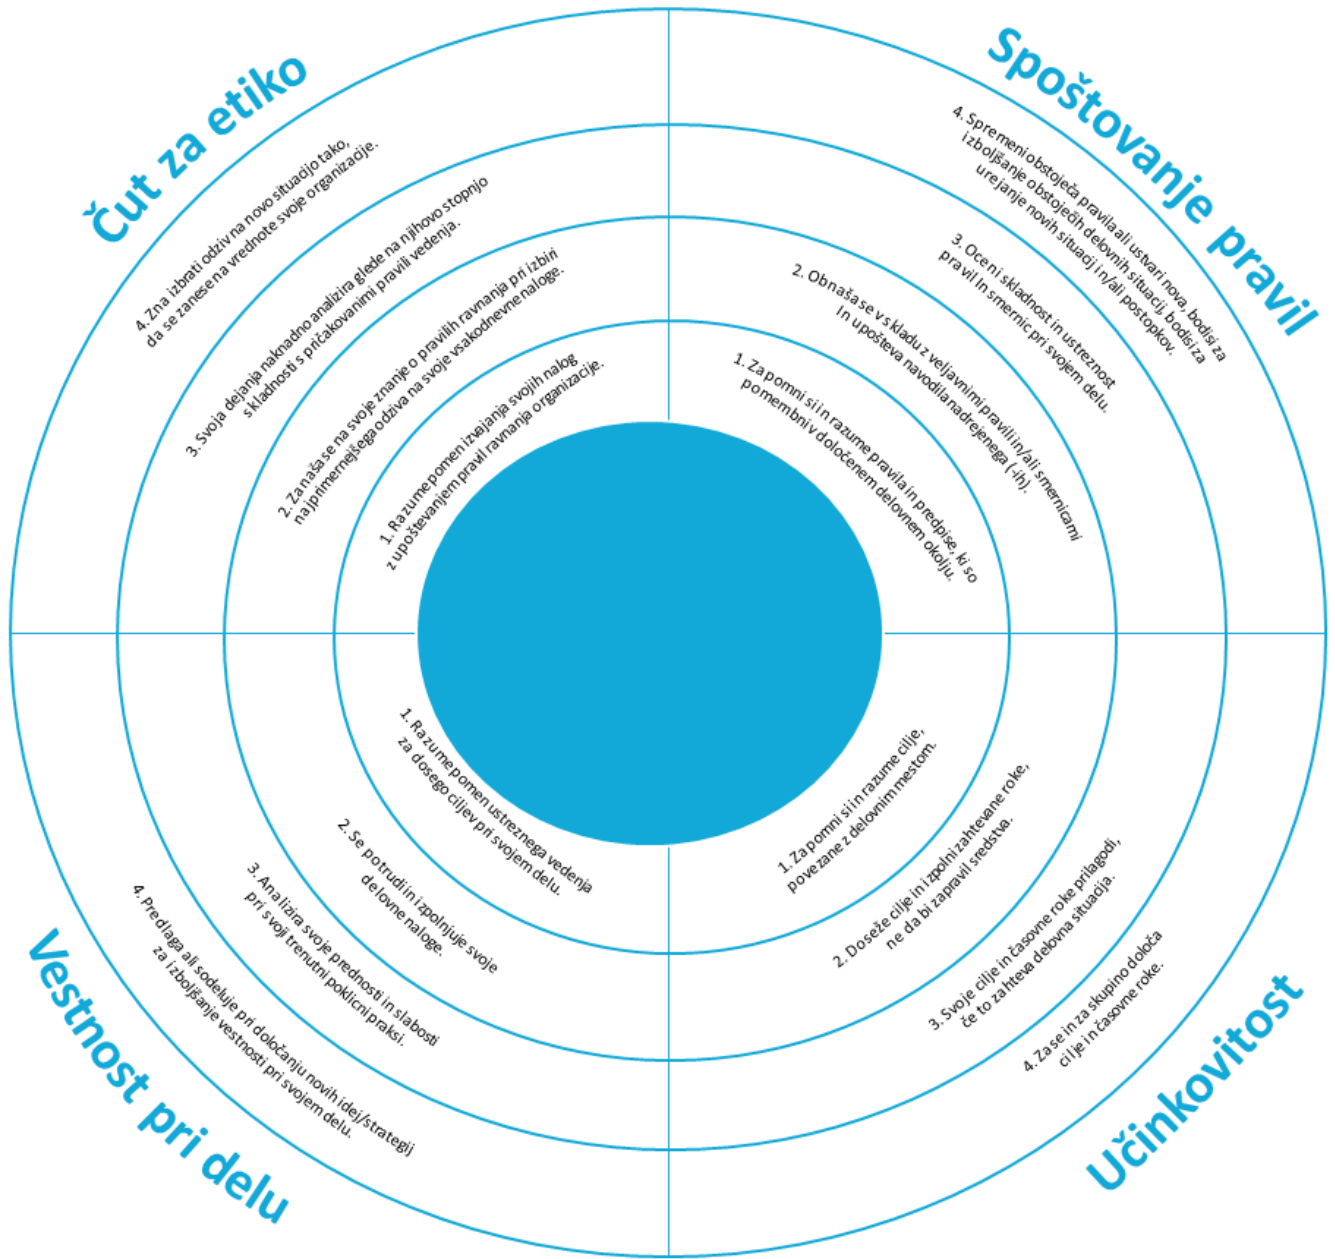 Čut za etiko
4. Zna izbrati odziv na novo situacijo tako,
da se zanese na vrednote svoje organizacije.
3. Svoja dejanja naknadno analizira glede na njihovo stopnjo
skladnosti s pričakovanimi pravili vedenja.
2. Zanaša se na svoje znanje o pravilih ravnanja pri izbiri
najprimernejšega odziva na svoje vsakodnevne naloge.
1. Razume pomen izvajanja svojih nalog
z upoštevanjem pravil ravnanja organizacije.
Spoštovanje pravil
4. Spremeni obstoječa pravila ali ustvari nova, bodisi za
izboljšanje obstoječih delovnih situacij, bodisi za
urejanje novih situacij in/ali postopkov.
3. Oceni skladnost in ustreznost
pravil in smernic pri svojem delu.
2. Obnaša se v skladu z veljavnimi pravili in/ali smernicami
in upošteva navodila nadrejenega (-ih).
1. Zapomni si in razume pravila in predpise, ki so
pomembni v določenem delovnem okolju.
Vestnost pri delu
1. Razume pomen ustreznega vedenja
za dosego ciljev pri svojem delu.
2. Se potrudi in izpolnjuje svoje
delovne naloge.
3. Analizira svoje prednosti in slabosti
pri svoji trenutni poklicni praksi.
4. Predlaga ali sodeluje pri določanju novih idej/strategij
za izboljšanje vestnosti pri svojem delu.
Učinkovitost
1. Zapomni si in razume cilje,
povezane z delovnim mestom.
2. Doseže cilje in izpolni zahtevane roke,
ne da bi zapravil sredstva.
3. Svoje cilje in časovne roke prilagodi,
če to zahteva delovna situacija.
4. Zase in za skupino določa
cilje in časovne roke.